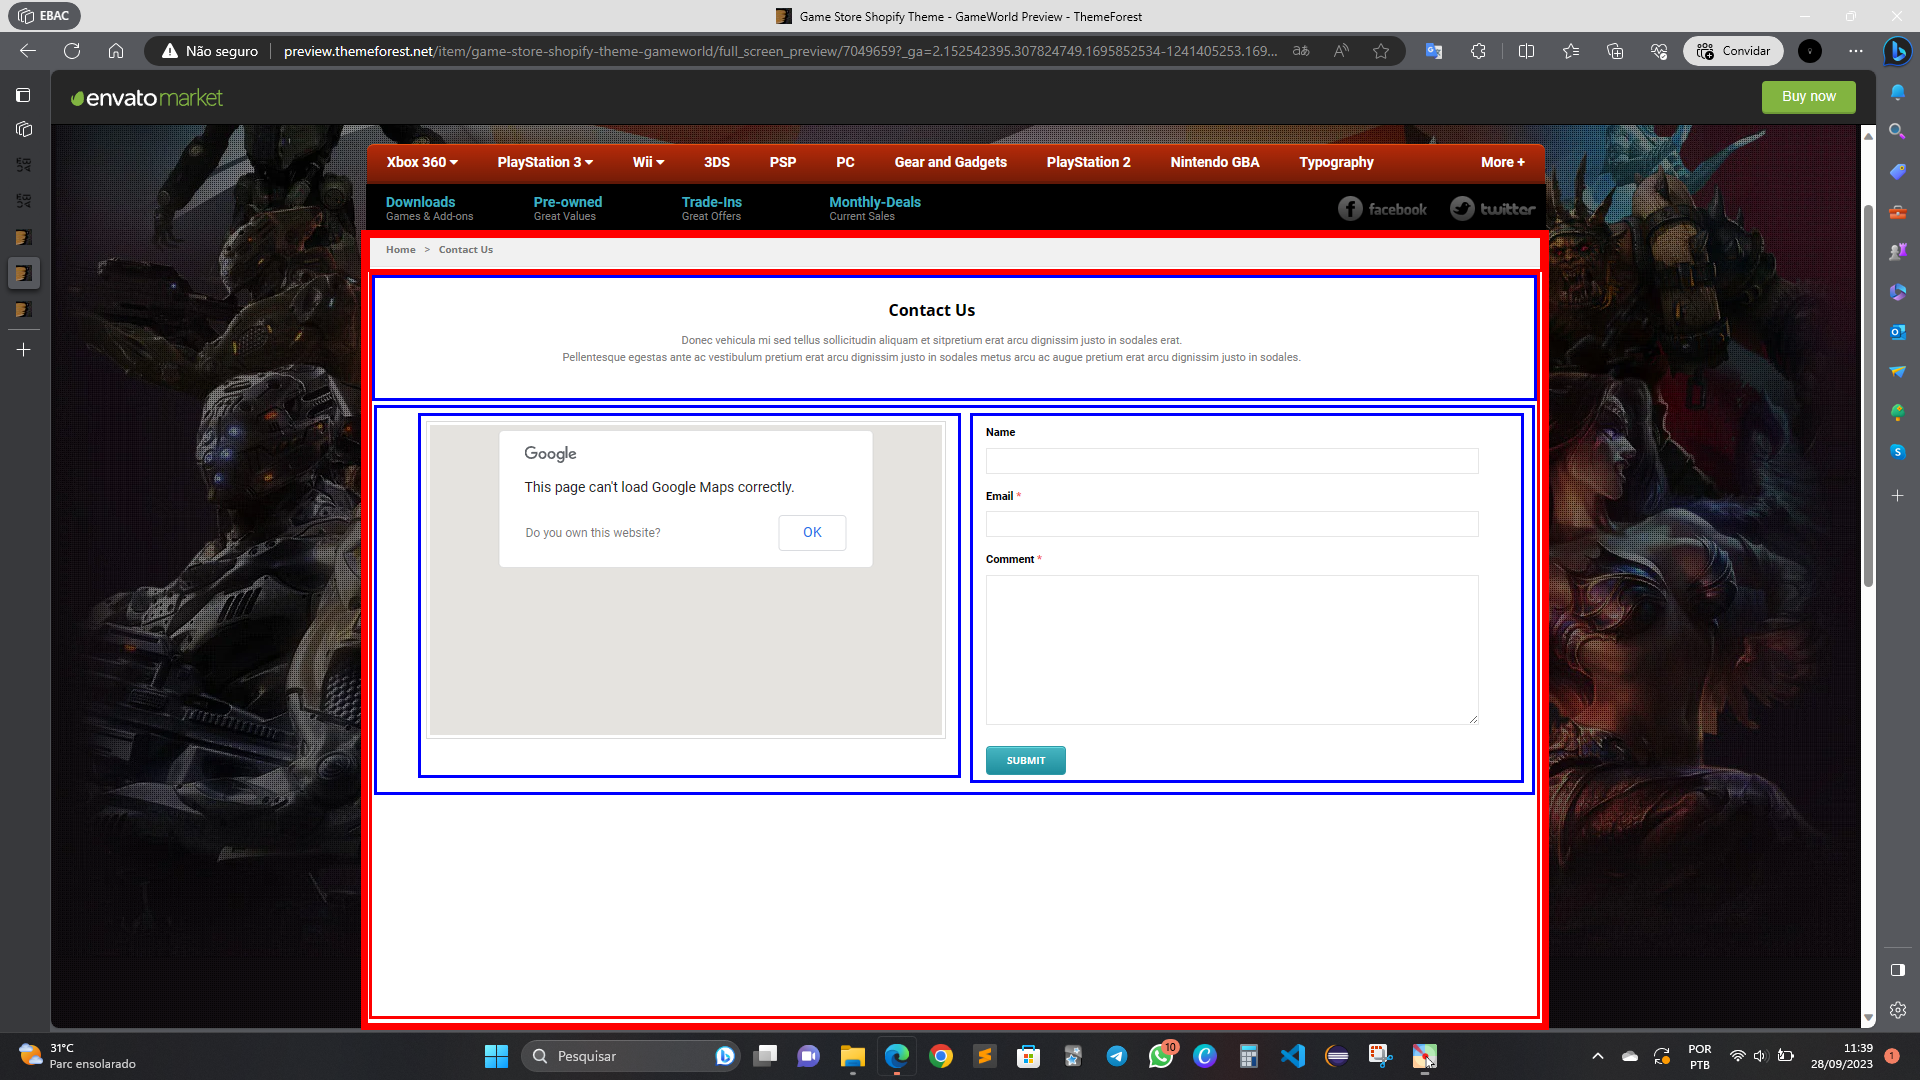 EBAC
Game Store Shopify Theme - GameWorld Preview - ThemeForest
Não seguro
preview.themeforest.net/item/game-store-shopify-theme-gameworld/full_screen_preview/7049659?_ga=2.152542395.307824749.1695852534-1241405253.169...
Convidar
envatomarket
Buy now
Xbox 360 PlayStation 3 Wii 3DS PSP PC Gear and Gadgets PlayStation 2 Nintendo GBA Typography More +
Downloads Pre-owned Trade-Ins Monthly-Deals
Games & Add-ons Great Values Great Offers Current Sales
facebook twitter
Home > Contact Us
Contact Us
Donec vehicula mi sed tellus sollicitudin aliquam et sitpretium erat arcu dignissim justo in sodales erat.
Pellentesque egestas ante ac vestibulum pretium erat arcu dignissim justo in sodales metus arcu ac augue pretium erat arcu dignissim justo in sodales.
Google
This page can't load Google Maps correctly.
Do you own this website?
OK
Name
Email *
Comment *
SUBMIT
31°C
Parc ensolarado
Pesquisar
10
POR
PTB
11:39
28/09/2023
1